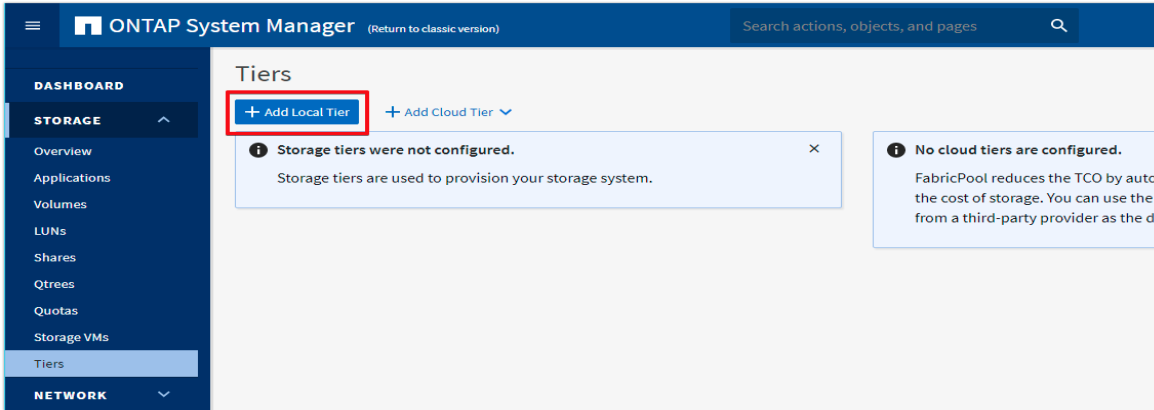 ONTAP System Manager (Return to classic version)
Search actions, objects, and pages
DASHBOARD
STORAGE
Overview
Applications
Volumes
LUNs
Shares
Qtrees
Quotas
Storage VMs
Tiers
NETWORK
Tiers
+ Add Local Tier
+ Add Cloud Tier
Storage tiers were not configured.
Storage tiers are used to provision your storage system.
No cloud tiers are configured.
FabricPool reduces the TCO by auto
the cost of storage. You can use the
from a third-party provider as the d